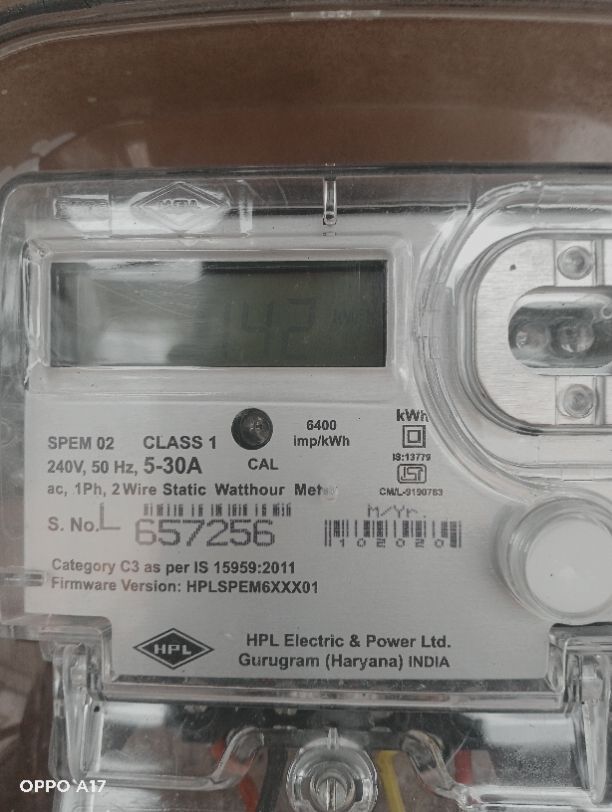 HPL
SPEM 02 CLASS 1
6400
imp/kWh
kWh
240V, 50 Hz, 5-30A
CAL
IS:13779
ac, 1Ph, 2 Wire Static Watthour Meter
CM/L-9190763
S. No. L 657256
M/Yr.
102020
Category C3 as per IS 15959:2011
Firmware Version: HPLSPEM6XXX01
HPL
HPL Electric & Power Ltd.
Gurugram (Haryana) INDIA
OPPO A17